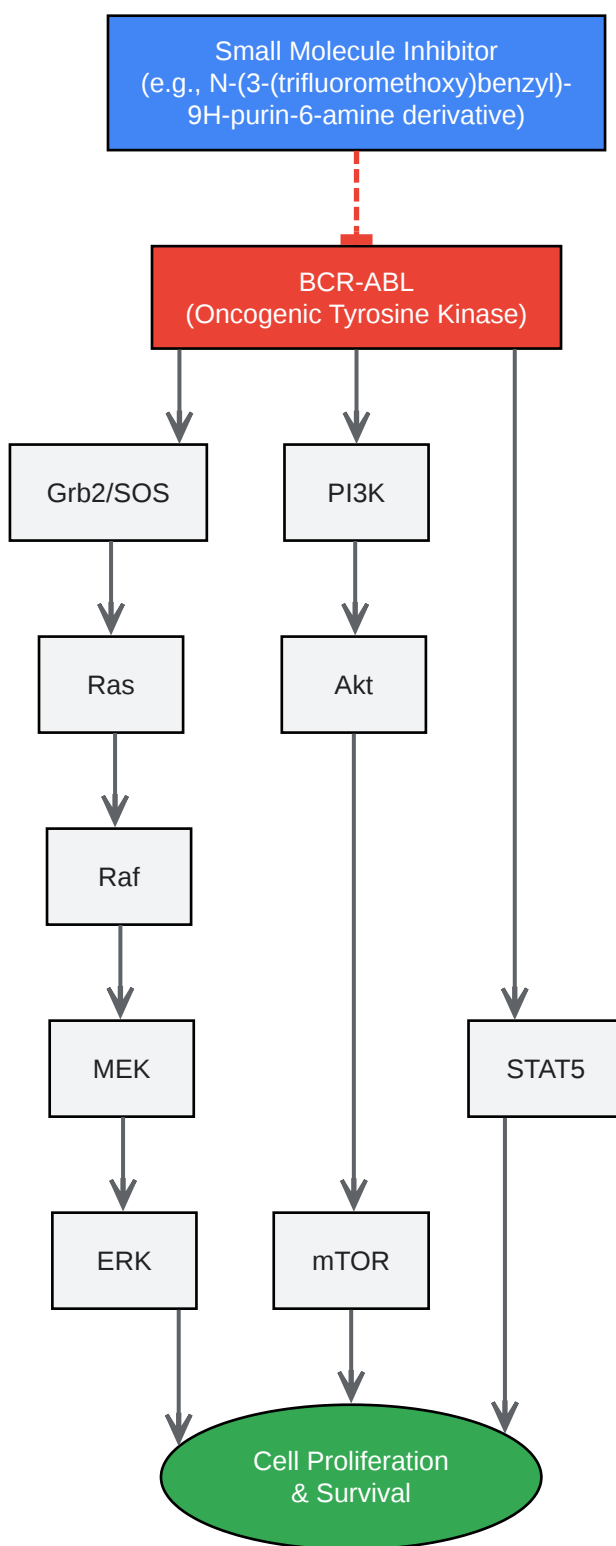 Small Molecule Inhibitor
(e.g., N-(3-(trifluoromethoxy)benzyl)-
9H-purin-6-amine derivative)
BCR-ABL
(Oncogenic Tyrosine Kinase)
Grb2/SOS
PI3K
Ras
Akt
Raf
MEK
STAT5
ERK
mTOR
Cell Proliferation
& Survival